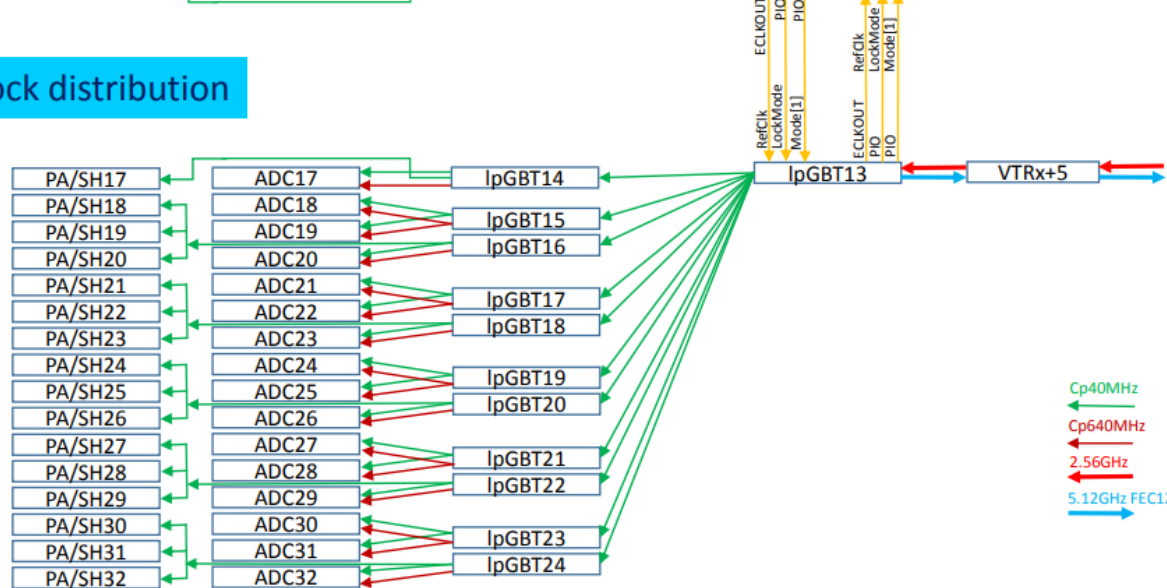 ock distribution
ECLKOUT
PIO
PIO
RefClk
LockMode
Mode[1]
RefClk
LockMode
Mode[1]
ECLKOUT
PIO
PIO
lpGBT13
VTRx+5
PA/SH17
ADC17
lpGBT14
PA/SH18
ADC18
PA/SH19
ADC19
lpGBT15
PA/SH20
ADC20
lpGBT16
PA/SH21
ADC21
PA/SH22
ADC22
lpGBT17
PA/SH23
ADC23
lpGBT18
PA/SH24
ADC24
PA/SH25
ADC25
lpGBT19
PA/SH26
ADC26
lpGBT20
PA/SH27
ADC27
PA/SH28
ADC28
lpGBT21
PA/SH29
ADC29
lpGBT22
PA/SH30
ADC30
PA/SH31
ADC31
lpGBT23
PA/SH32
ADC32
lpGBT24
Cp40MHz
Cp640MHz
2.56GHz
5.12GHz FEC12